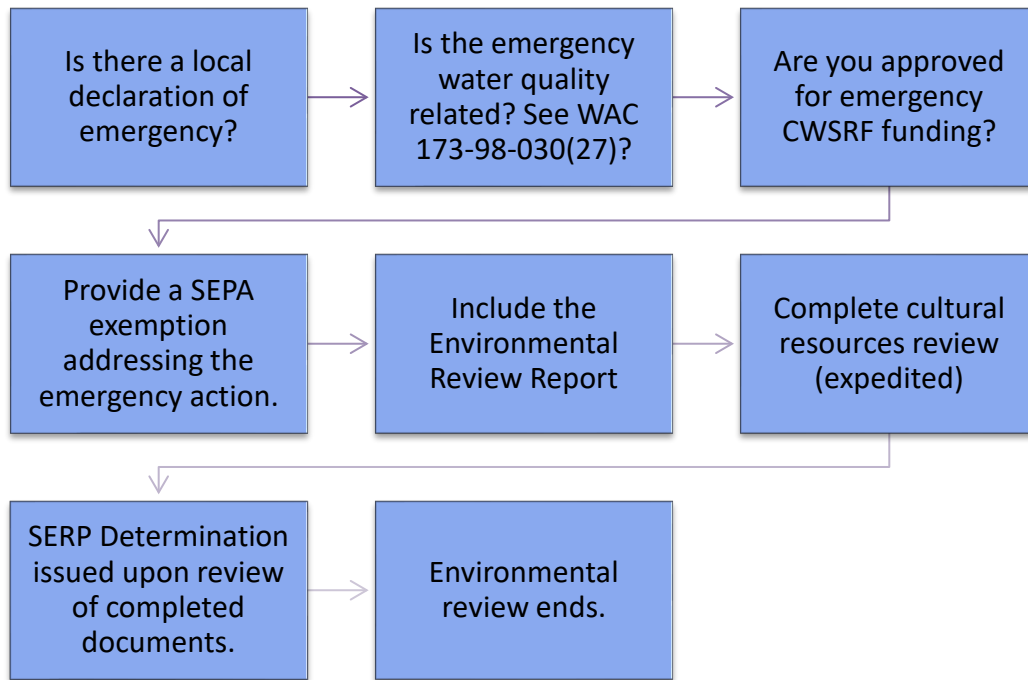 Is there a local
declaration of
emergency?
Is the emergency
water quality
related? See WAC
173-98-030(27)?
Are you approved
for emergency
CWSRF funding?
Provide a SEPA
exemption
addressing the
emergency action.
Include the
Environmental
Review Report
Complete cultural
resources review
(expedited)
SERP Determination
issued upon review
of completed
documents.
Environmental
review ends.